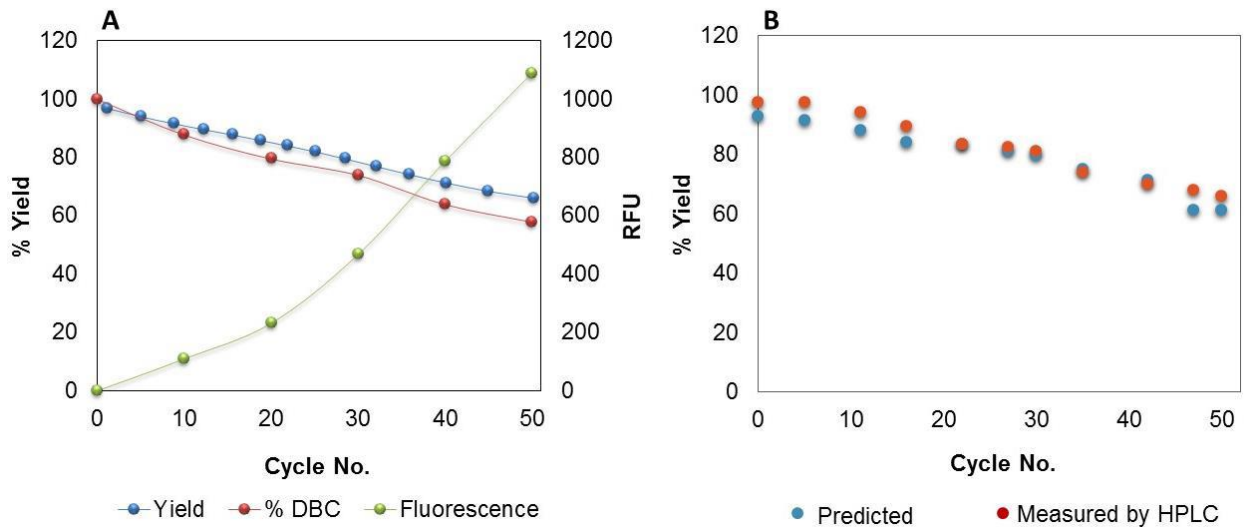 A
120
100
80
60
40
20
0
% Yield
1200
1000
800
600
400
200
0
RFU
0 10 20 30 40 50
Cycle No.
Yield % DBC Fluorescence
B
120
100
80
60
40
20
0
% Yield
0 10 20 30 40 50
Cycle No.
Predicted Measured by HPLC